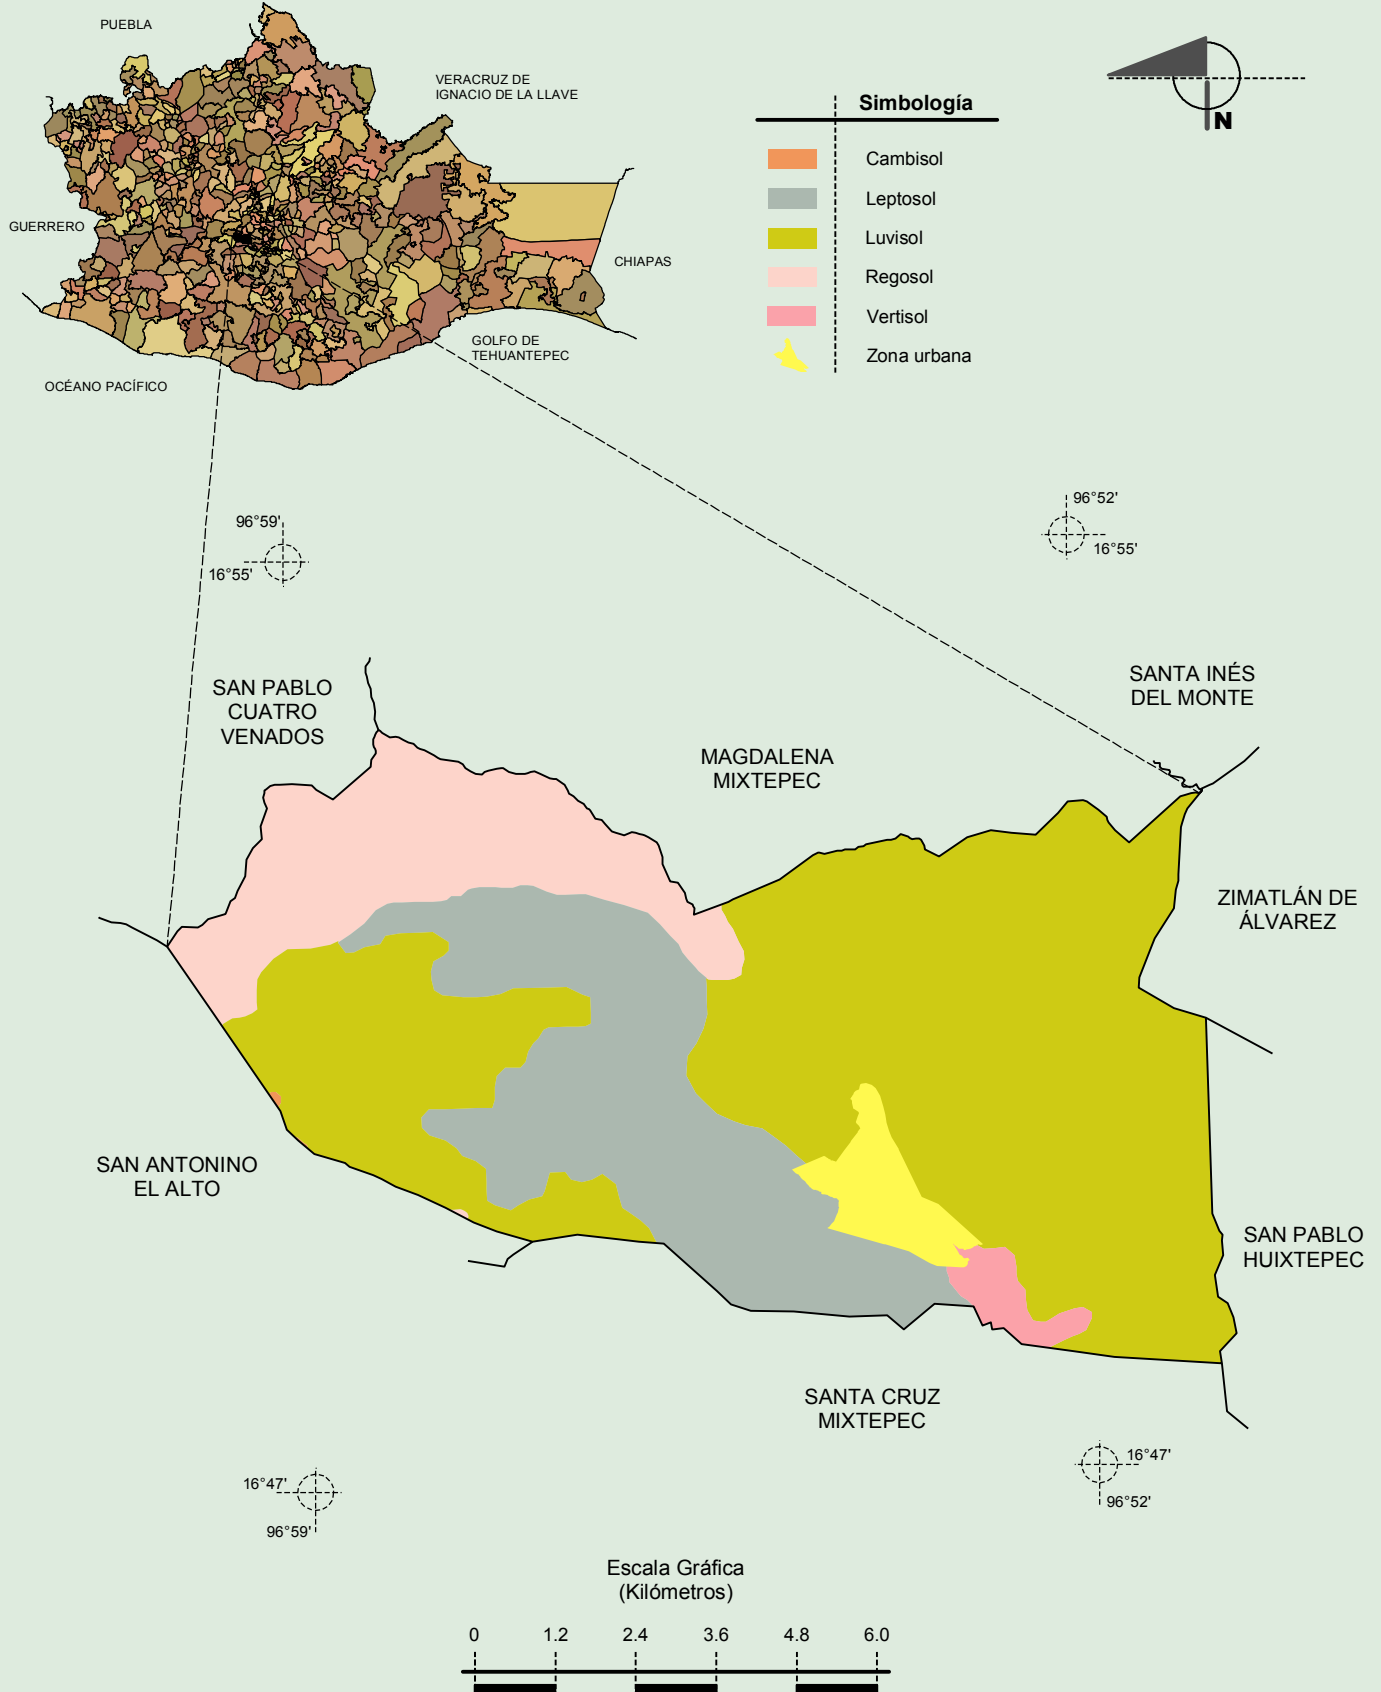 PUEBLA
VERACRUZ DE
IGNACIO DE LA LLAVE
GUERRERO
CHIAPAS
GOLFO DE
TEHUANTEPEC
OCÉANO PACÍFICO
N
Simbología
Cambisol
Leptosol
Luvisol
Regosol
Vertisol
Zona urbana
96°59'
16°55'
96°52'
16°55'
SAN PABLO
CUATRO
VENADOS
MAGDALENA
MIXTEPEC
SANTA INÉS
DEL MONTE
ZIMATLÁN DE
ÁLVAREZ
SAN ANTONINO
EL ALTO
SAN PABLO
HUIXTEPEC
SANTA CRUZ
MIXTEPEC
16°47'
96°59'
16°47'
96°52'
Escala Gráfica
(Kilómetros)
0 1.2 2.4 3.6 4.8 6.0